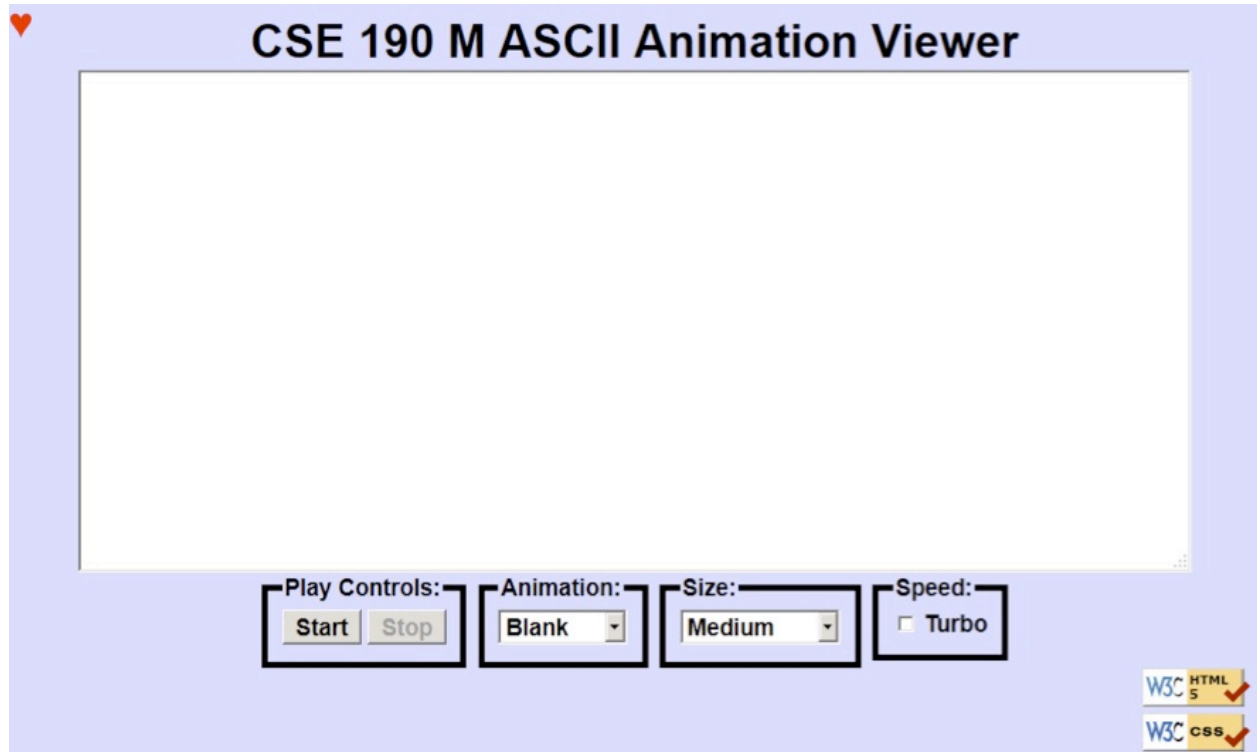 CSE 190 M ASCII Animation Viewer
Play Controls: Animation: Size: Speed:
Start Stop Blank Medium Turbo
W3C HTML 5
W3C CSS